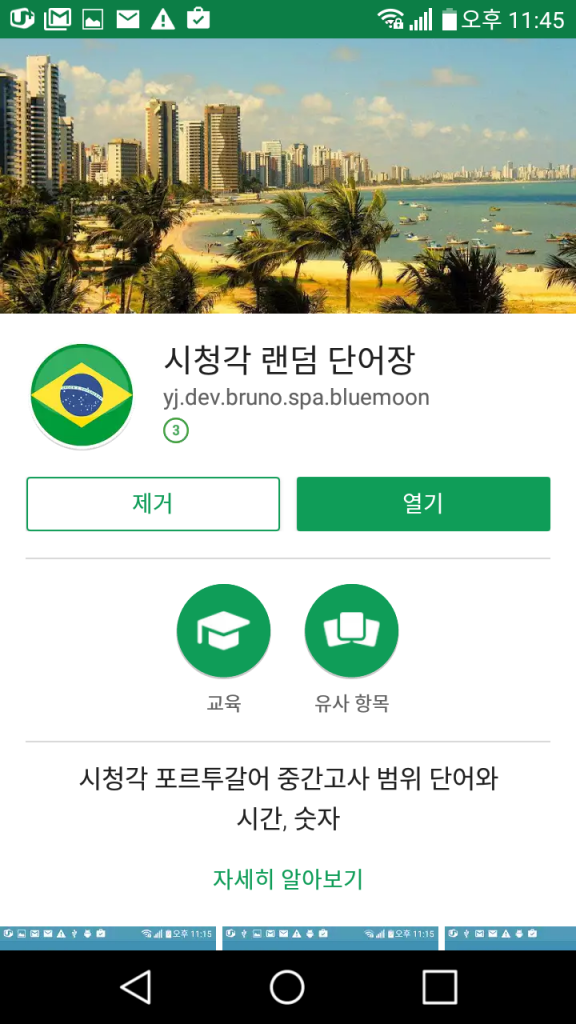 오후 11:45
시청각 랜덤 단어장
yj.dev.bruno.spa.bluemoon
3
제거
열기
교육
유사 항목
시청각 포르투갈어 중간고사 범위 단어와
시간, 숫자
자세히 알아보기
오후 11:15
오후 11:15